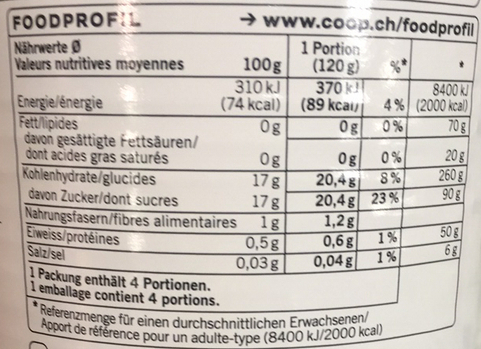 FOODPROFIL → www.coop.ch/foodprofil
Nährwerte Ø 1 Portion
Valeurs nutritives moyennes 100g (120 g) %* *
310 kJ 370 kJ 8400 kJ
Energie/énergie (74 kcal) (89 kcal) 4% (2000 kcal)
Fett/lipides 0g 0g 0% 70g
davon gesättigte Fettsäuren/
dont acides gras saturés 0g 0g 0% 20g
Kohlenhydrate/glucides 17g 20,4g 8% 260g
davon Zucker/dont sucres 17g 20,4g 23% 90g
Nahrungsfasern/fibres alimentaires 1g 1,2g
Eiweiss/protéines 0,5g 0,6g 1% 50g
Salz/sel 0,03g 0,04g 1% 6g
1 Packung enthält 4 Portionen.
1 emballage contient 4 portions.
*Referenzmenge für einen durchschnittlichen Erwachsenen/
Apport de référence pour un adulte-type (8400 kJ/2000 kcal)